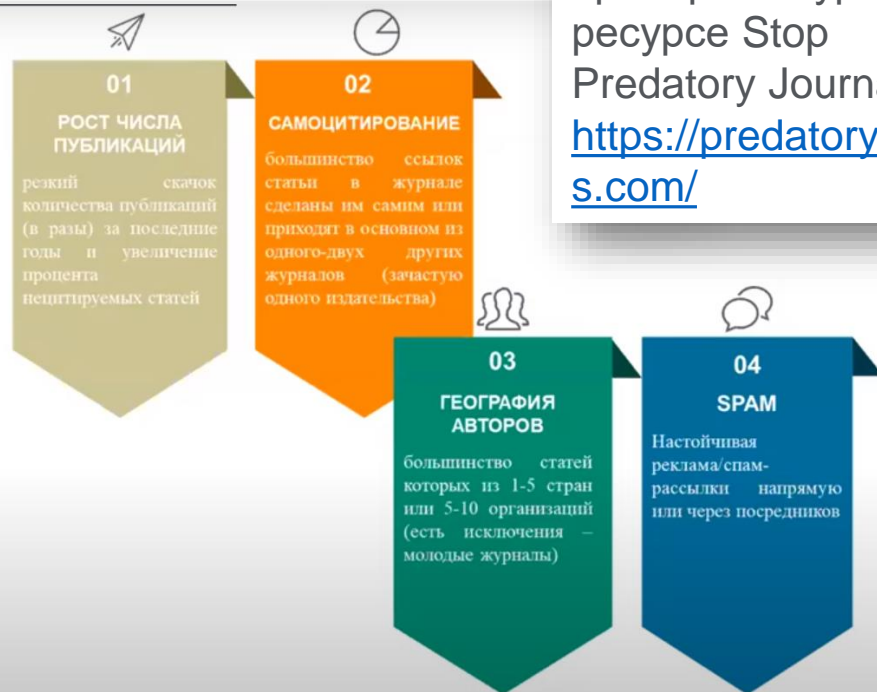 01
РОСТ ЧИСЛА
ПУБЛИКАЦИЙ
резкий скачок
количества публикаций
(в разы) за последние
годы и увеличение
процента
нецитируемых статей
02
САМОЦИТИРОВАНИЕ
большинство ссылок
статьи в журнале
сделаны им самим или
приходят в основном из
одного-двух других
журналов (зачастую
одного издательства)
ресурсе Stop
Predatory Journa
https://predatory
s.com/
03
ГЕОГРАФИЯ
АВТОРОВ
большинство статей
которых из 1-5 стран
или 5-10 организаций
(есть исключения –
молодые журналы)
04
SPAM
Настойчивая
реклама/спам-
рассылки напрямую
или через посредников